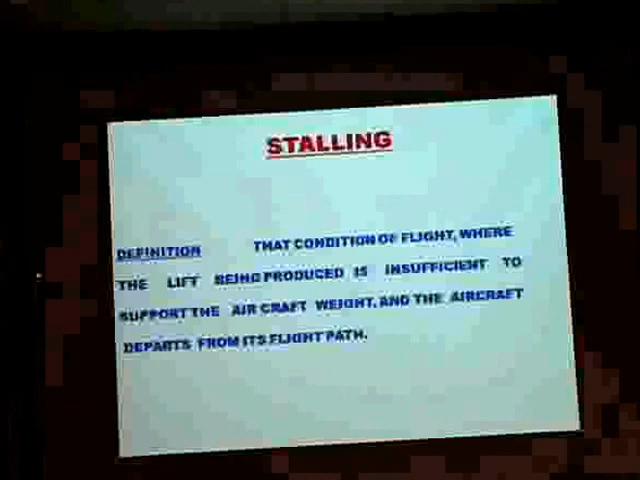 STALLING
DEFINITION THAT CONDITION OF FLIGHT, WHERE
THE LIFT BEING PRODUCED IS INSUFFICIENT TO
SUPPORT THE AIR CRAFT WEIGHT, AND THE AIRCRAFT
DEPARTS FROM ITS FLIGHT PATH.